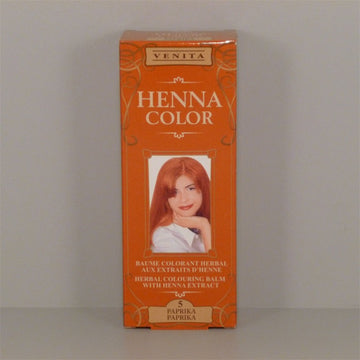 VENITA
HENNA
COLOR
BAUME COLORANT HERBAL
AUX EXTRAITS D'HENNE
HERBAL COLOURING BALM
WITH HENNA EXTRACT
5
PAPRIKA
PAPRIKA